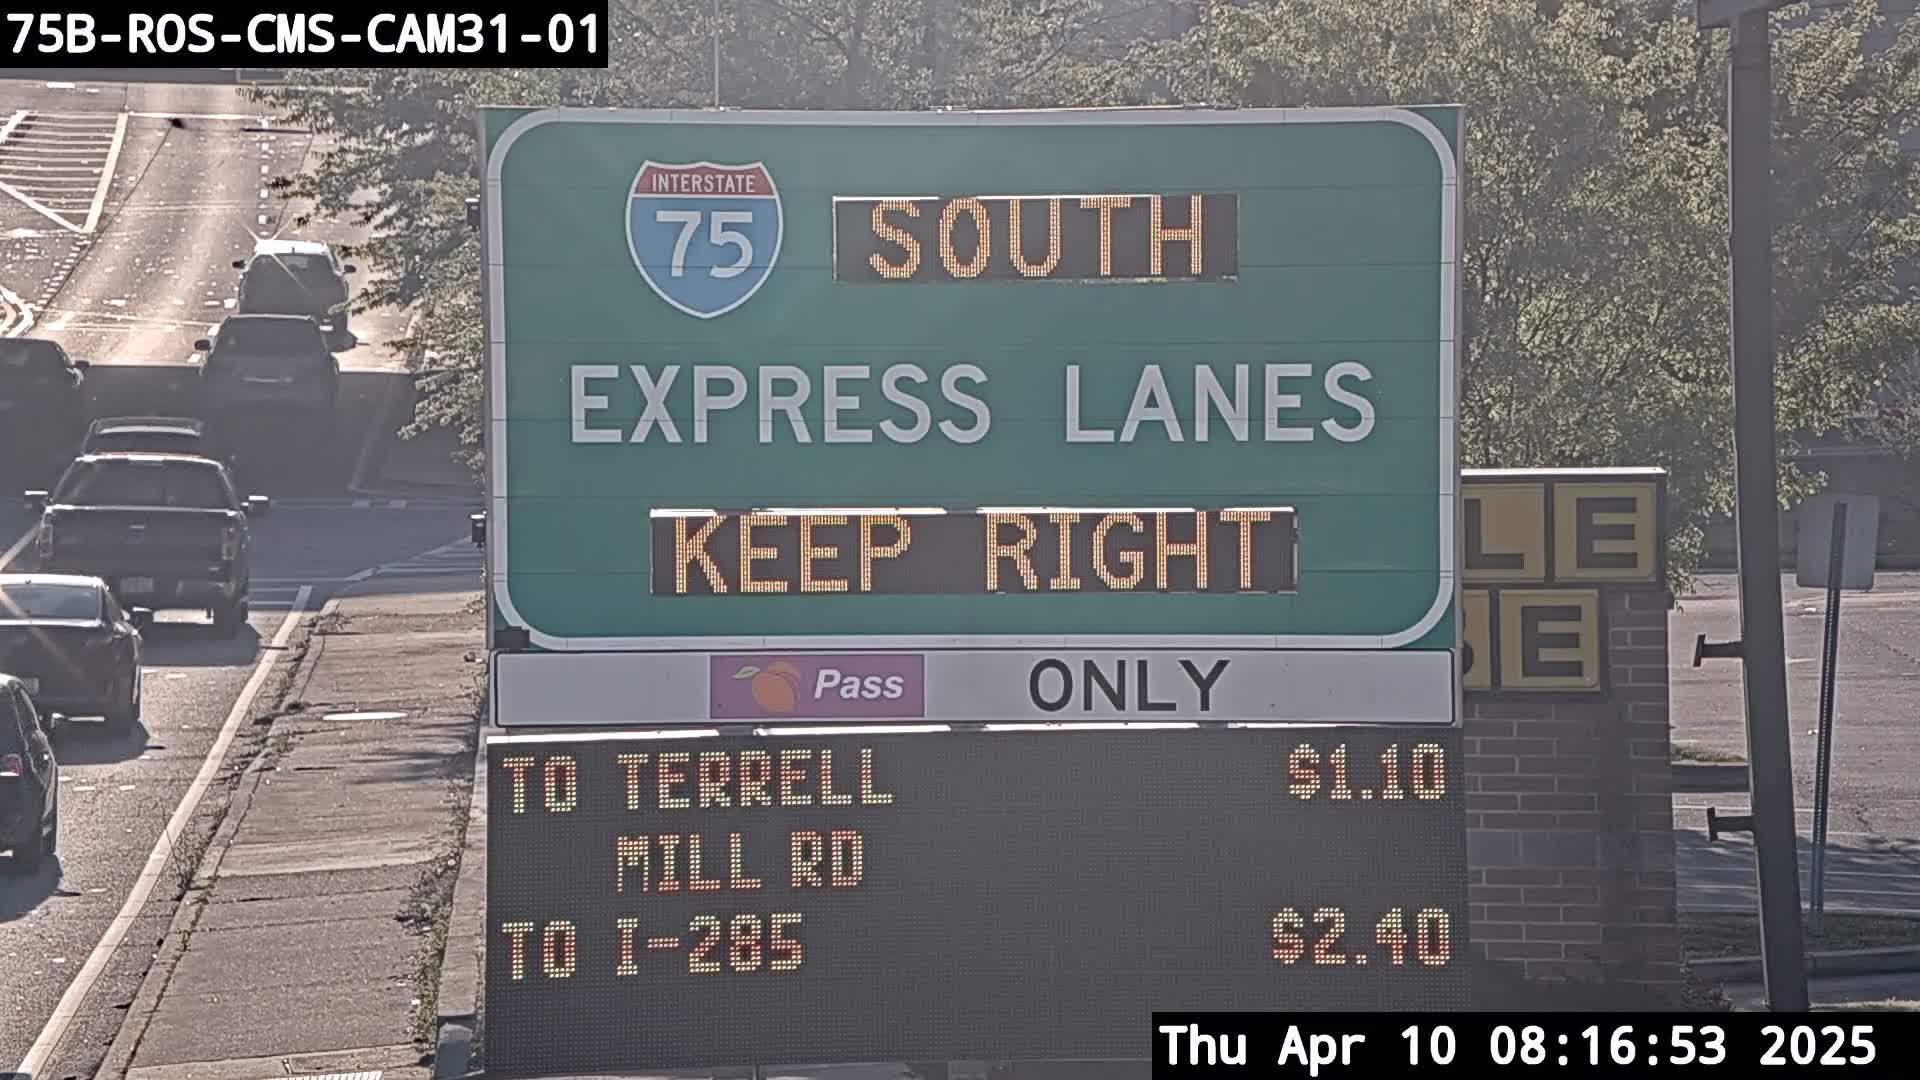 75B-ROS-CMS-CAM31-01
INTERSTATE
75
SOUTH
EXPRESS LANES
KEEP RIGHT
Pass ONLY
TO TERRELL $1.10
MILL RD
TO I-285 $2.40
LE
E
Thu Apr 10 08:16:53 2025